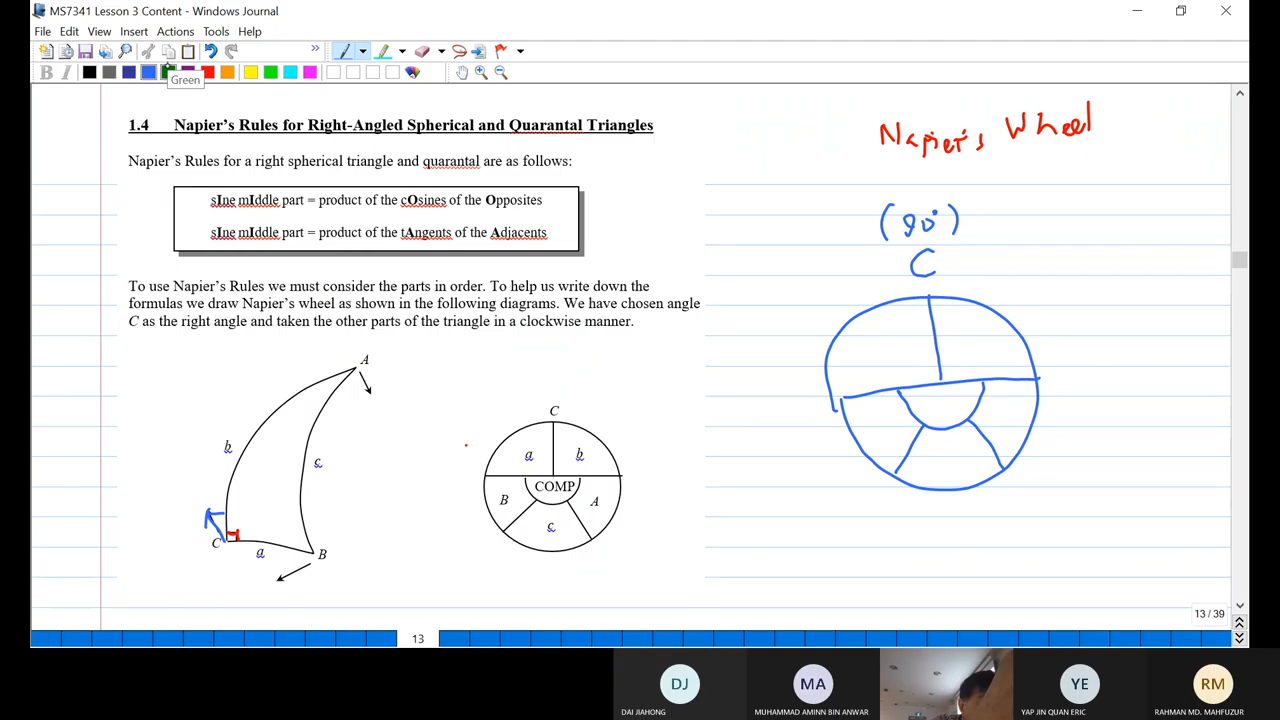 MS7341 Lesson 3 Content - Windows Journal
File Edit View Insert Actions Tools Help
Green
1.4 Napier's Rules for Right-Angled Spherical and Quarantal Triangles
Napier's Wheel
Napier's Rules for a right spherical triangle and quarantal are as follows:
sIne mIddle part = product of the cOsines of the Opposites
sIne mIddle part = product of the tAngents of the Adjacents
(90°)
C
To use Napier's Rules we must consider the parts in order. To help us write down the
formulas we draw Napier's wheel as shown in the following diagrams. We have chosen angle
C as the right angle and taken the other parts of the triangle in a clockwise manner.
A
b
c
C
a
B
C
a b
COMP
B A
c
13 / 39
13
DJ MA YE RM
DAI JIAHONG MUHAMMAD AMINN BIN ANWAR YAP JIN QUAN ERIC RAHMAN MD. MAHFUZUR